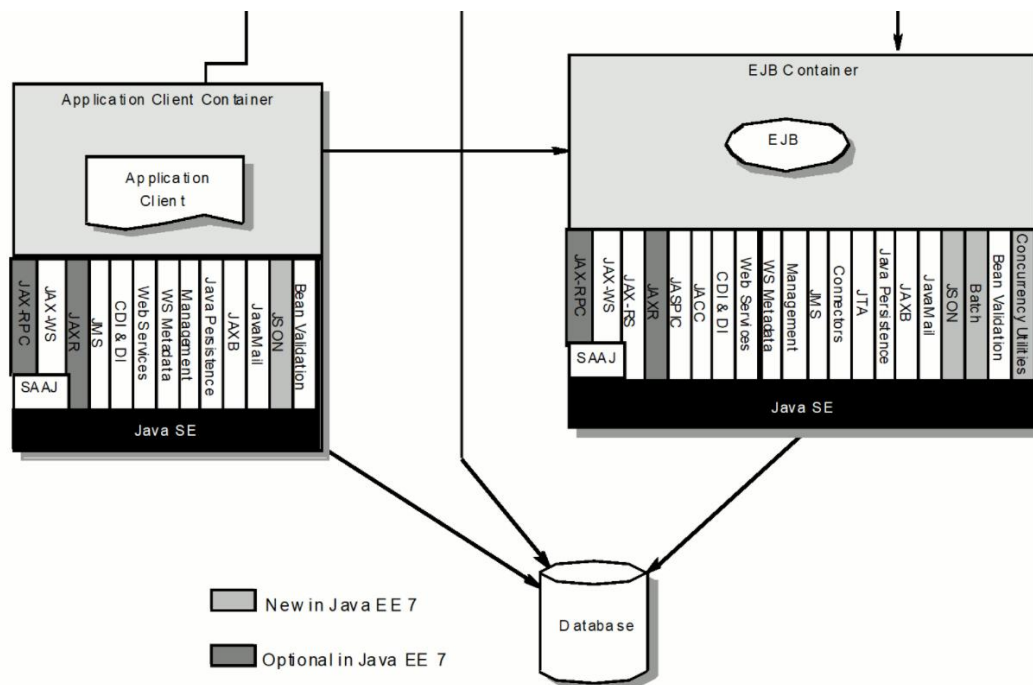 Application Client Container
Application
Client
JAX-RPC
JAX-WS
SAAJ
JAXR
JMS
CDI & DI
Web Services
WS Metadata
Management
Java Persistence
JAXB
JavaMail
JSON
Bean Validation
Java SE
EJB Container
EJB
JAX-RPC
JAX-WS
SAAJ
JAX-RS
JAXR
JASPIC
JACC
CDI & DI
Web Services
WS Metadata
Management
JMS
Connectors
JTA
Java Persistence
JAXB
JavaMail
JSON
Batch
Bean Validation
Concurrency Utilities
Java SE
Database
New in Java EE 7
Optional in Java EE 7